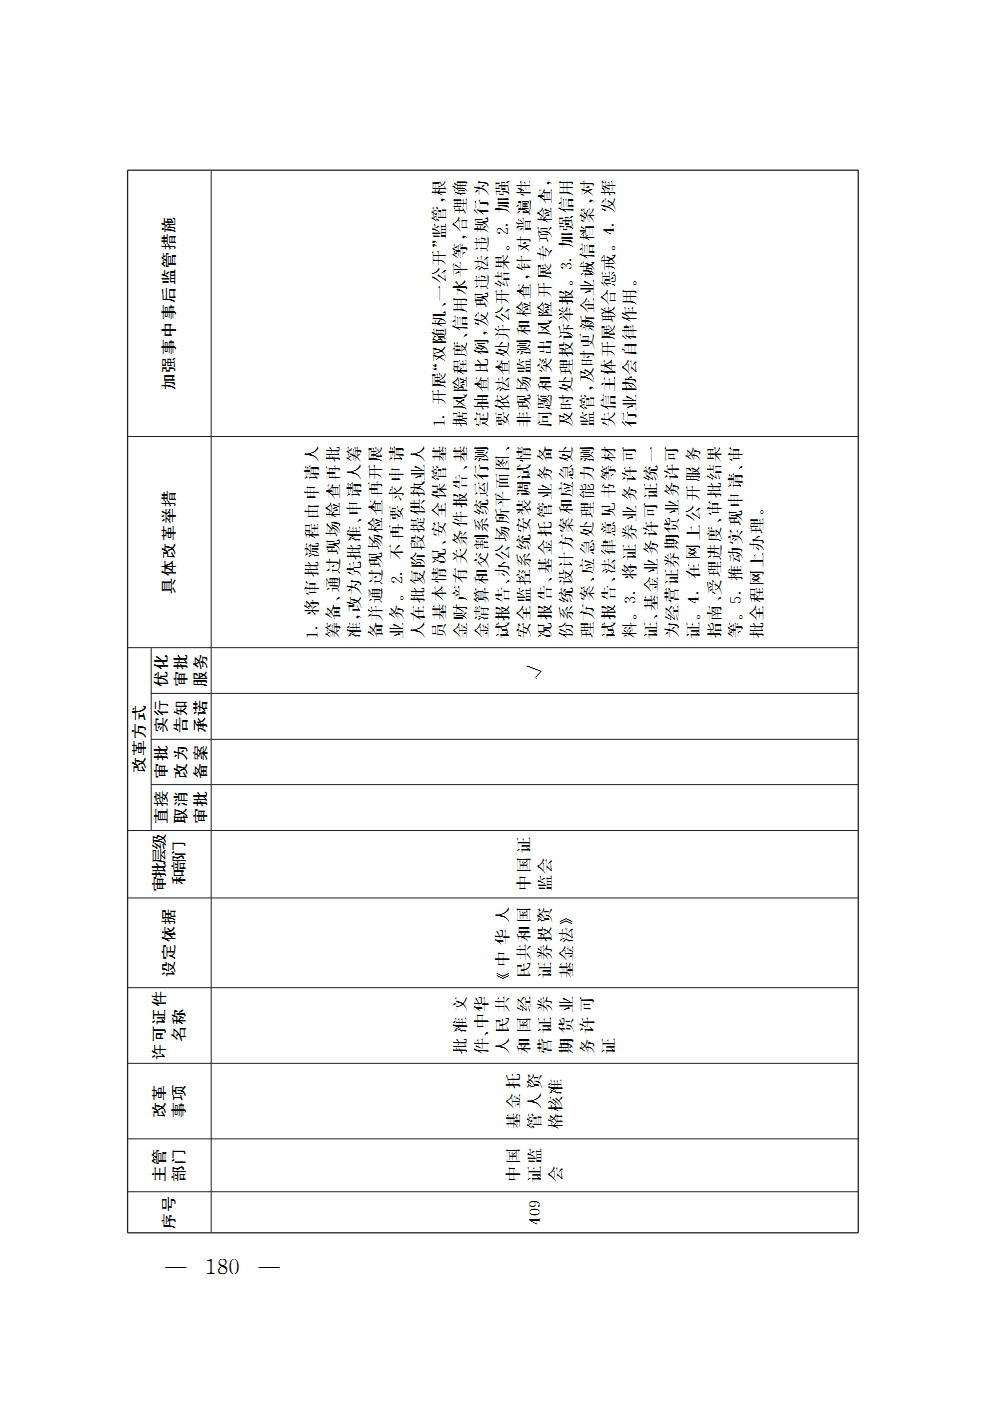 序号
主管
部门
改革
事项
许可证件
名称
设定依据
审批层级
和部门
改革方式
直接
取消
审批
审批
改为
备案
实行
告知
承诺
优化
审批
服务
具体改革举措
加强事中事后监管措施
409
中国
证监
会
基金托
管人资
格核准
批准文
件、中华
人民共
和国经
营证券
期货业
务许可
证
《中华人
民共和国
证券投资
基金法》
中国证
监会
√
1. 将审批流程由申请人
筹备、通过现场检查再批
准,改为先批准、申请人筹
备并通过现场检查再开展
业务。2. 不再要求申请
人在批复阶段提供执业人
员基本情况、安全保管基
金财产有关条件报告、基
金清算和交割系统运行测
试报告、办公场所平面图、
安全监控系统安装调试情
况报告、基金托管业务备
份系统设计方案和应急处
理方案、应急处理能力测
试报告、法律意见书等材
料。3. 将证券业务许可
证、基金业务许可证统一
为经营证券期货业务许可
证。4. 在网上公开服务
指南、受理进度、审批结果
等。5. 推动实现申请、审
批全程网上办理。
1. 开展“双随机、一公开”监管,根
据风险程度、信用水平等,合理确
定抽查比例,发现违法违规行为
要依法查处并公开结果。2. 加强
非现场监测和检查,针对普遍性
问题和突出风险开展专项检查,
及时处理投诉举报。3. 加强信用
监管,及时更新企业诚信档案,对
失信主体开展联合惩戒。4. 发挥
行业协会自律作用。
— 180 —